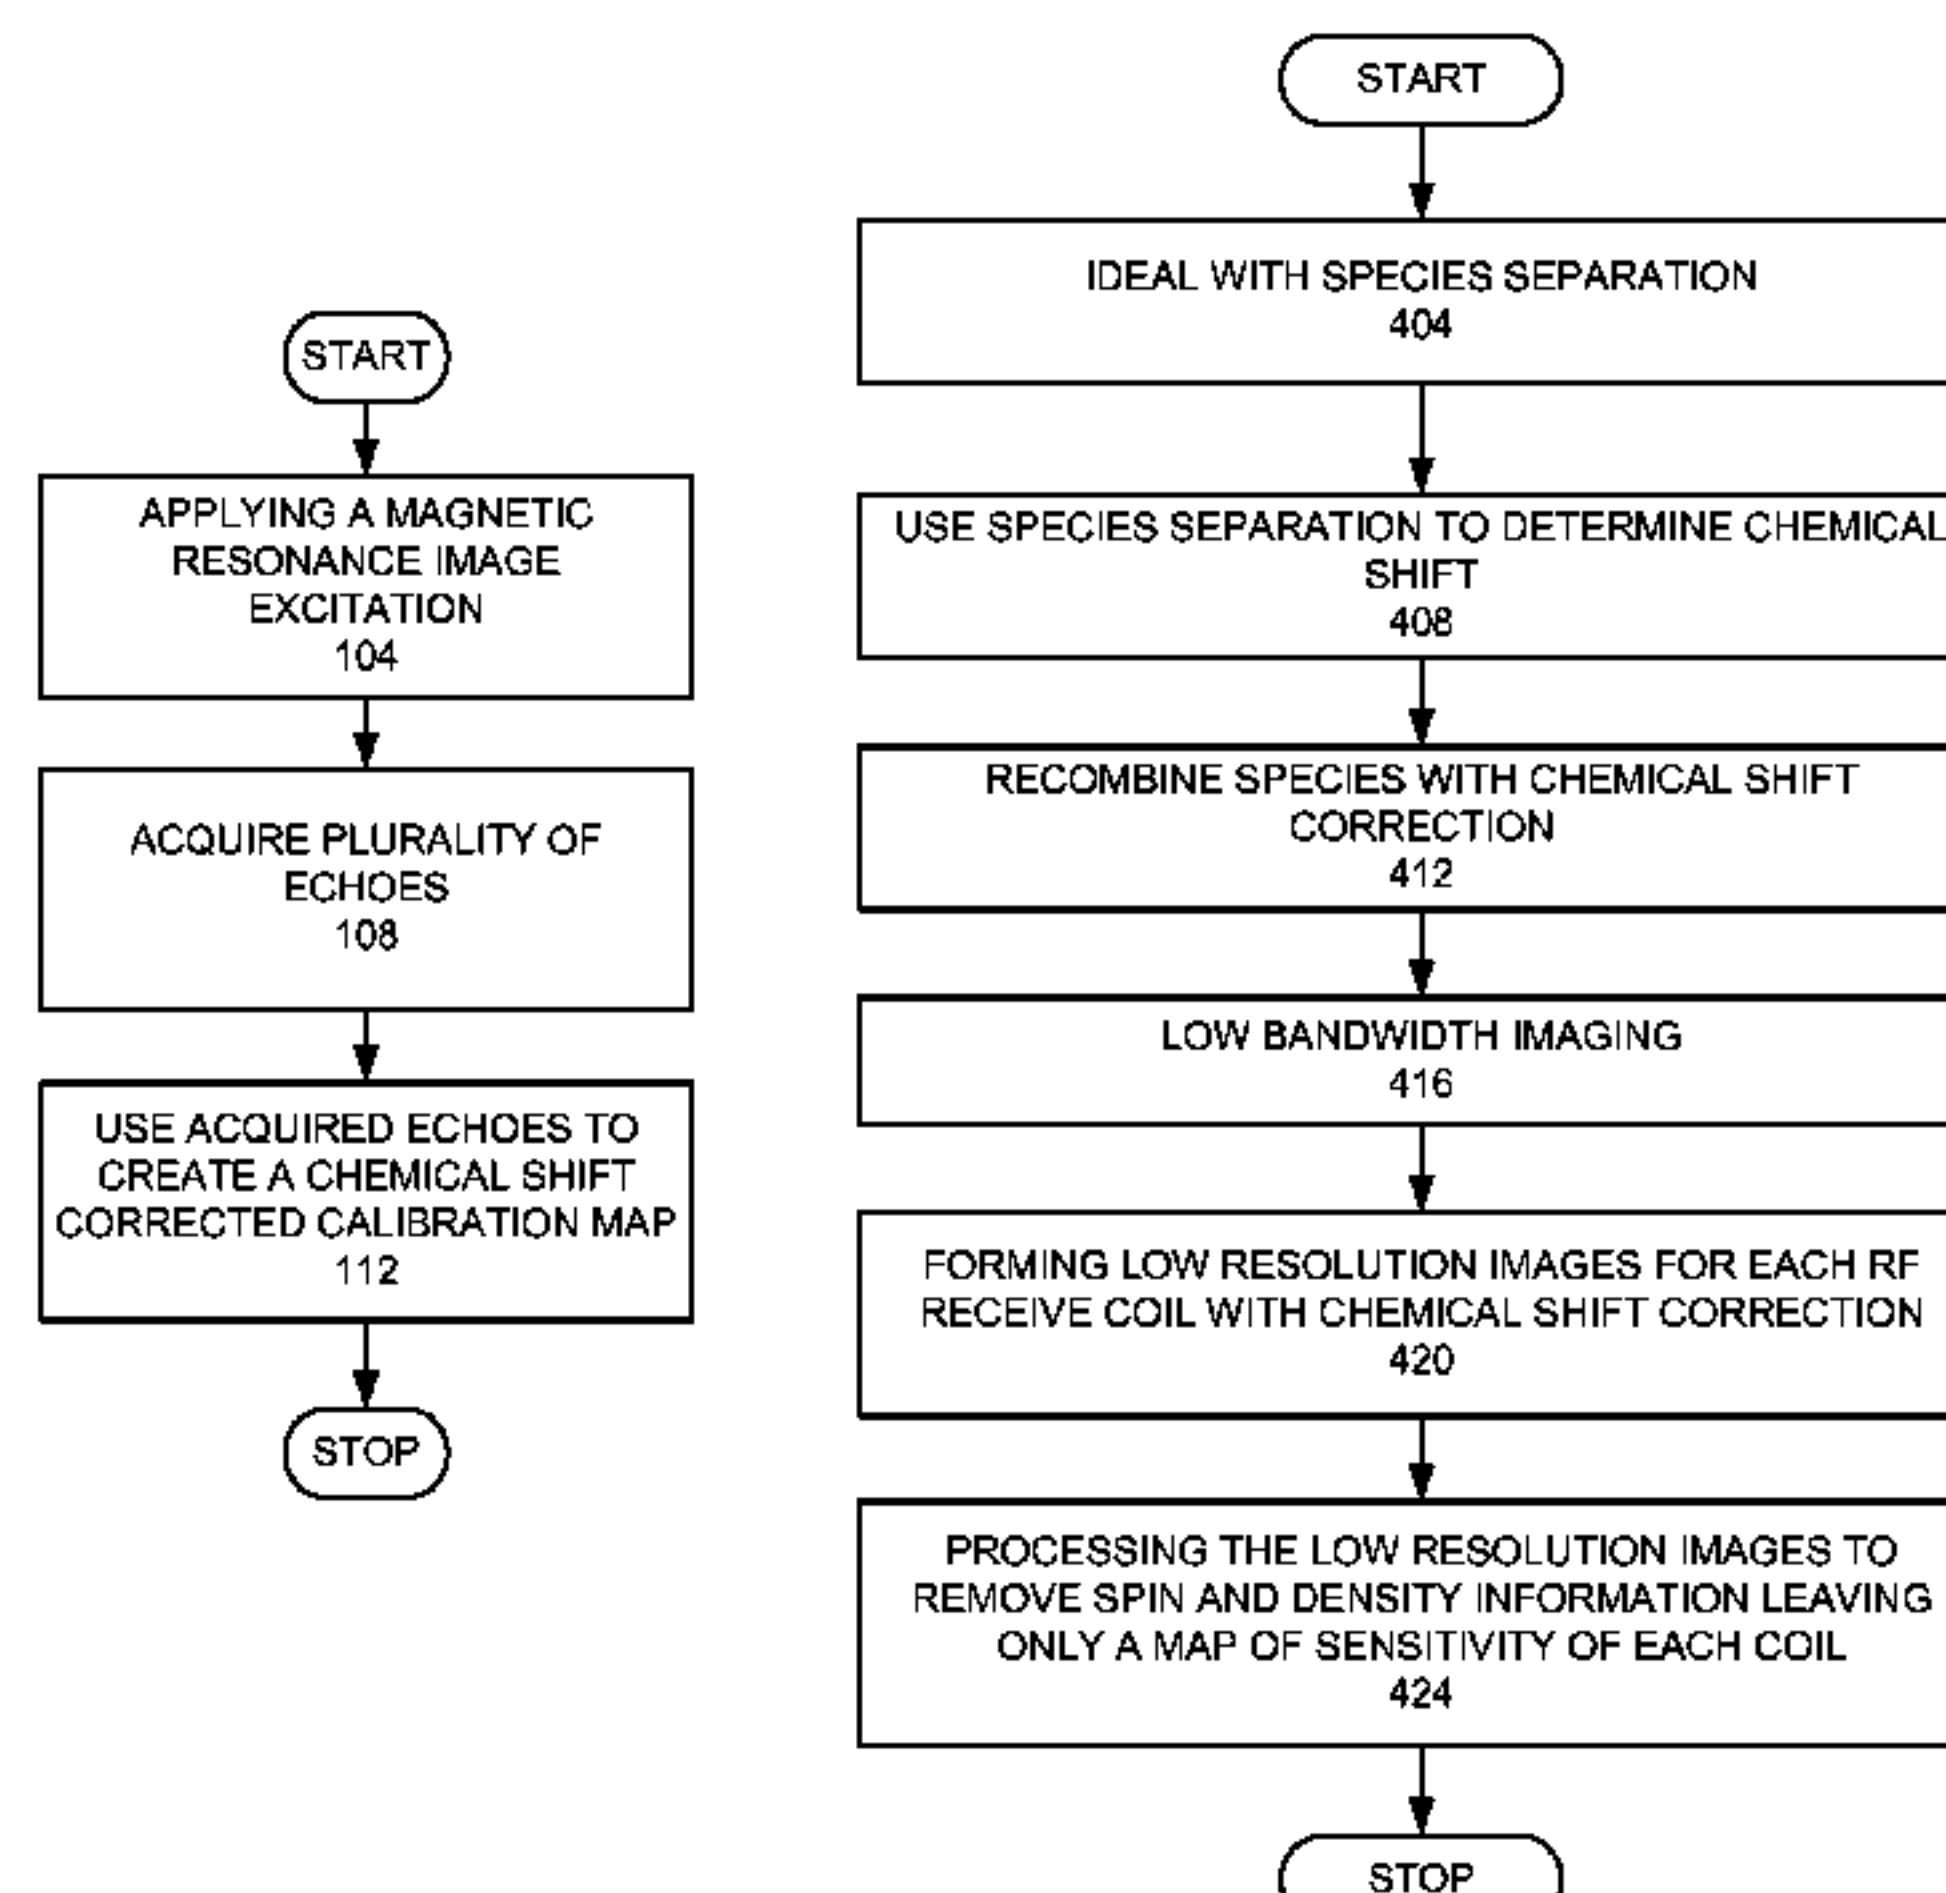 START
APPLYING A MAGNETIC
RESONANCE IMAGE
EXCITATION
104
ACQUIRE PLURALITY OF
ECHOES
108
USE ACQUIRED ECHOES TO
CREATE A CHEMICAL SHIFT
CORRECTED CALIBRATION MAP
112
STOP
START
IDEAL WITH SPECIES SEPARATION
404
USE SPECIES SEPARATION TO DETERMINE CHEMICAL
SHIFT
408
RECOMBINE SPECIES WITH CHEMICAL SHIFT
CORRECTION
412
LOW BANDWIDTH IMAGING
416
FORMING LOW RESOLUTION IMAGES FOR EACH RF
RECEIVE COIL WITH CHEMICAL SHIFT CORRECTION
420
PROCESSING THE LOW RESOLUTION IMAGES TO
REMOVE SPIN AND DENSITY INFORMATION LEAVING
ONLY A MAP OF SENSITIVITY OF EACH COIL
424
STOP